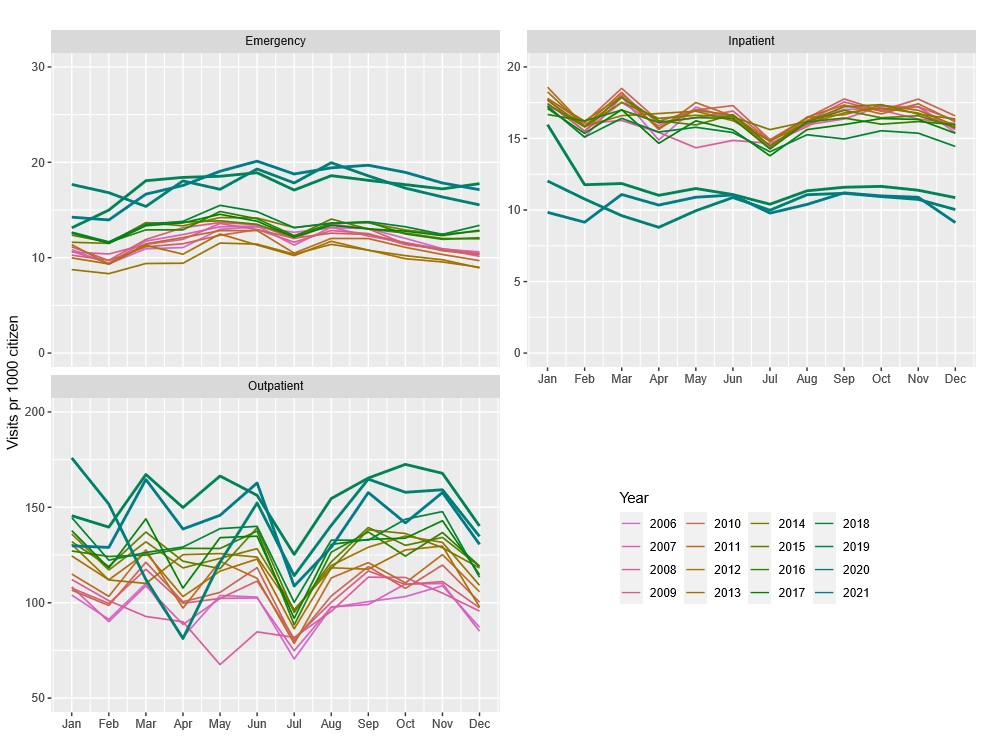 Emergency
Inpatient
30
20
10
0
20
15
10
5
0
Jan Feb Mar Apr May Jun Jul Aug Sep Oct Nov Dec
Visits pr 1000 citizen
Outpatient
200
150
100
50
Jan Feb Mar Apr May Jun Jul Aug Sep Oct Nov Dec
Year
2006 2010 2014 2018
2007 2011 2015 2019
2008 2012 2016 2020
2009 2013 2017 2021